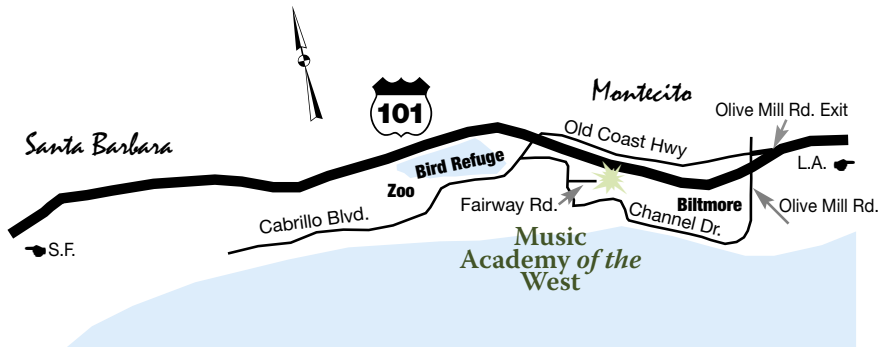 Montecito
Olive Mill Rd. Exit
101
Old Coast Hwy
Santa Barbara
L.A.
Bird Refuge
Zoo
Fairway Rd.
Biltmore
Olive Mill Rd.
Cabrillo Blvd.
Channel Dr.
S.F.
Music
Academy of the
West